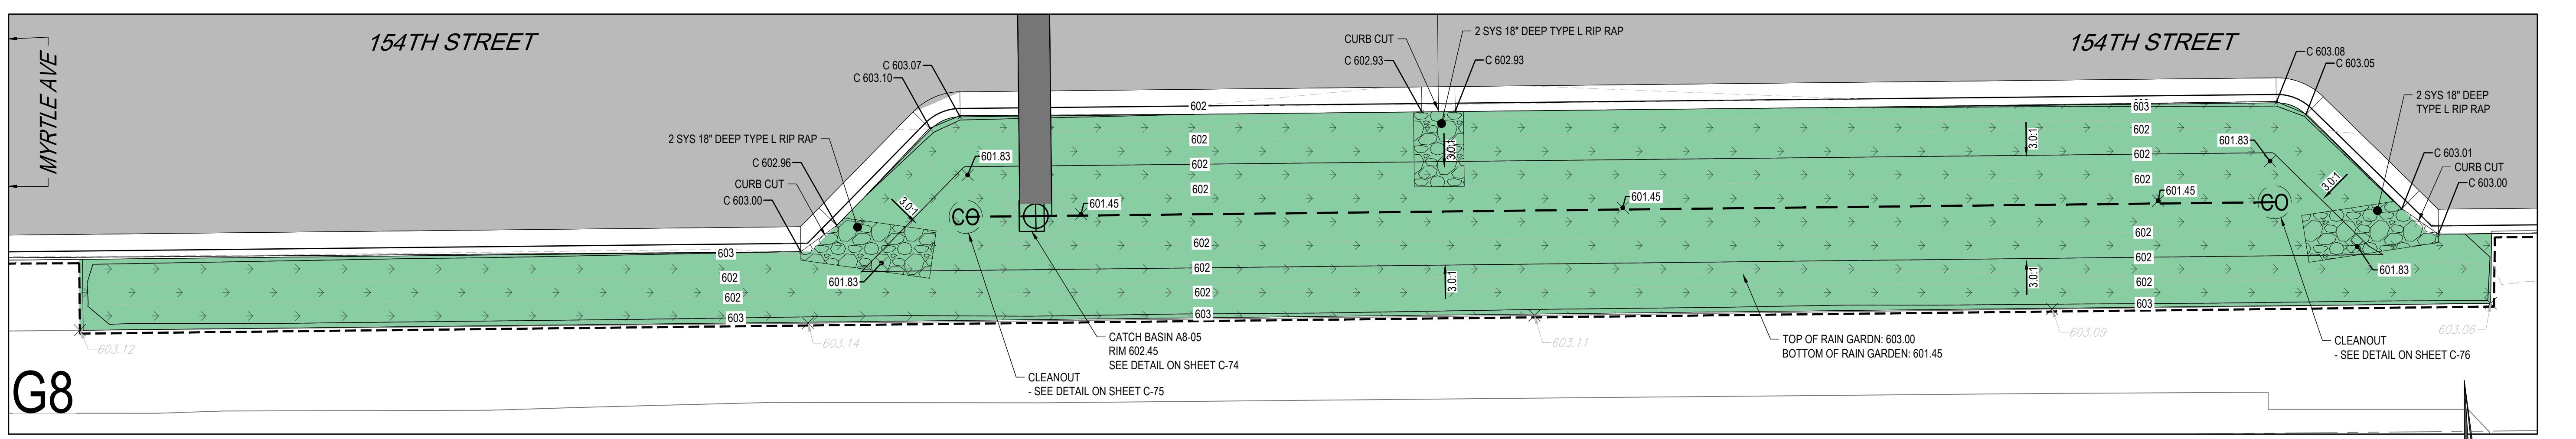 154TH STREET
154TH STREET
MYRTLE AVE
2 SYS 18" DEEP TYPE L RIP RAP
CURB CUT
C 602.93
C 602.93
C 603.07
C 603.10
C 603.08
C 603.05
2 SYS 18" DEEP
TYPE L RIP RAP
2 SYS 18" DEEP TYPE L RIP RAP
C 602.96
CURB CUT
C 603.00
C 603.01
CURB CUT
C 603.00
602
602
602
602
602
602
602
603
603
602
602
602
602
602
602
603
603
602
602
603
601.83
601.83
601.83
601.83
601.45
601.45
601.45
3.0:1
3.0:1
3.0:1
3.0:1
3.0:1
3.0:1
CO
CO
603.12
603.14
603.11
603.09
603.06
CATCH BASIN A8-05
RIM 602.45
SEE DETAIL ON SHEET C-74
CLEANOUT
- SEE DETAIL ON SHEET C-75
TOP OF RAIN GARDN: 603.00
BOTTOM OF RAIN GARDEN: 601.45
CLEANOUT
- SEE DETAIL ON SHEET C-76
G8